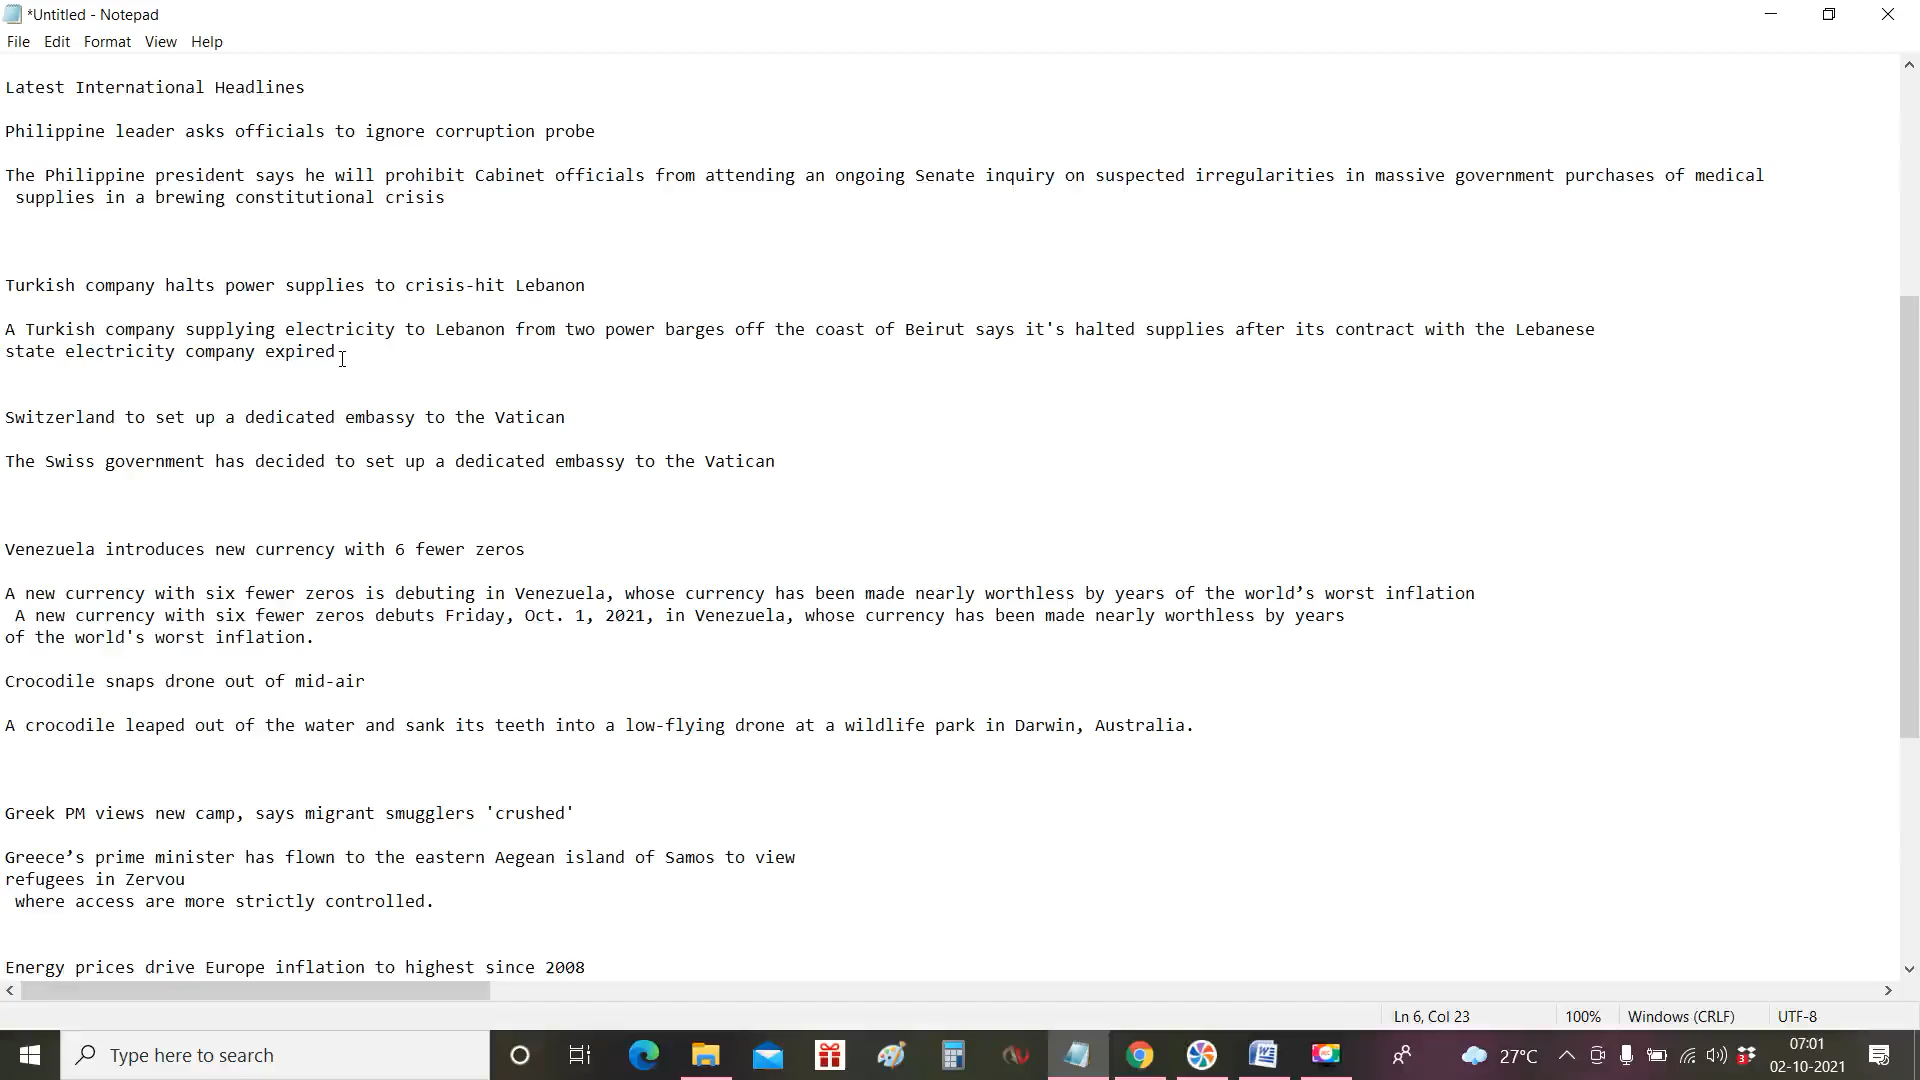 *Untitled - Notepad
File Edit Format View Help
Latest International Headlines
Philippine leader asks officials to ignore corruption probe
The Philippine president says he will prohibit Cabinet officials from attending an ongoing Senate inquiry on suspected irregularities in massive government purchases of medical
supplies in a brewing constitutional crisis
Turkish company halts power supplies to crisis-hit Lebanon
A Turkish company supplying electricity to Lebanon from two power barges off the coast of Beirut says it's halted supplies after its contract with the Lebanese
state electricity company expired
Switzerland to set up a dedicated embassy to the Vatican
The Swiss government has decided to set up a dedicated embassy to the Vatican
Venezuela introduces new currency with 6 fewer zeros
A new currency with six fewer zeros is debuting in Venezuela, whose currency has been made nearly worthless by years of the world’s worst inflation
A new currency with six fewer zeros debuts Friday, Oct. 1, 2021, in Venezuela, whose currency has been made nearly worthless by years
of the world's worst inflation.
Crocodile snaps drone out of mid-air
A crocodile leaped out of the water and sank its teeth into a low-flying drone at a wildlife park in Darwin, Australia.
Greek PM views new camp, says migrant smugglers 'crushed'
Greece’s prime minister has flown to the eastern Aegean island of Samos to view
refugees in Zervou
where access are more strictly controlled.
Energy prices drive Europe inflation to highest since 2008
Ln 6, Col 23 100% Windows (CRLF) UTF-8
Type here to search 27°C 07:01
02-10-2021